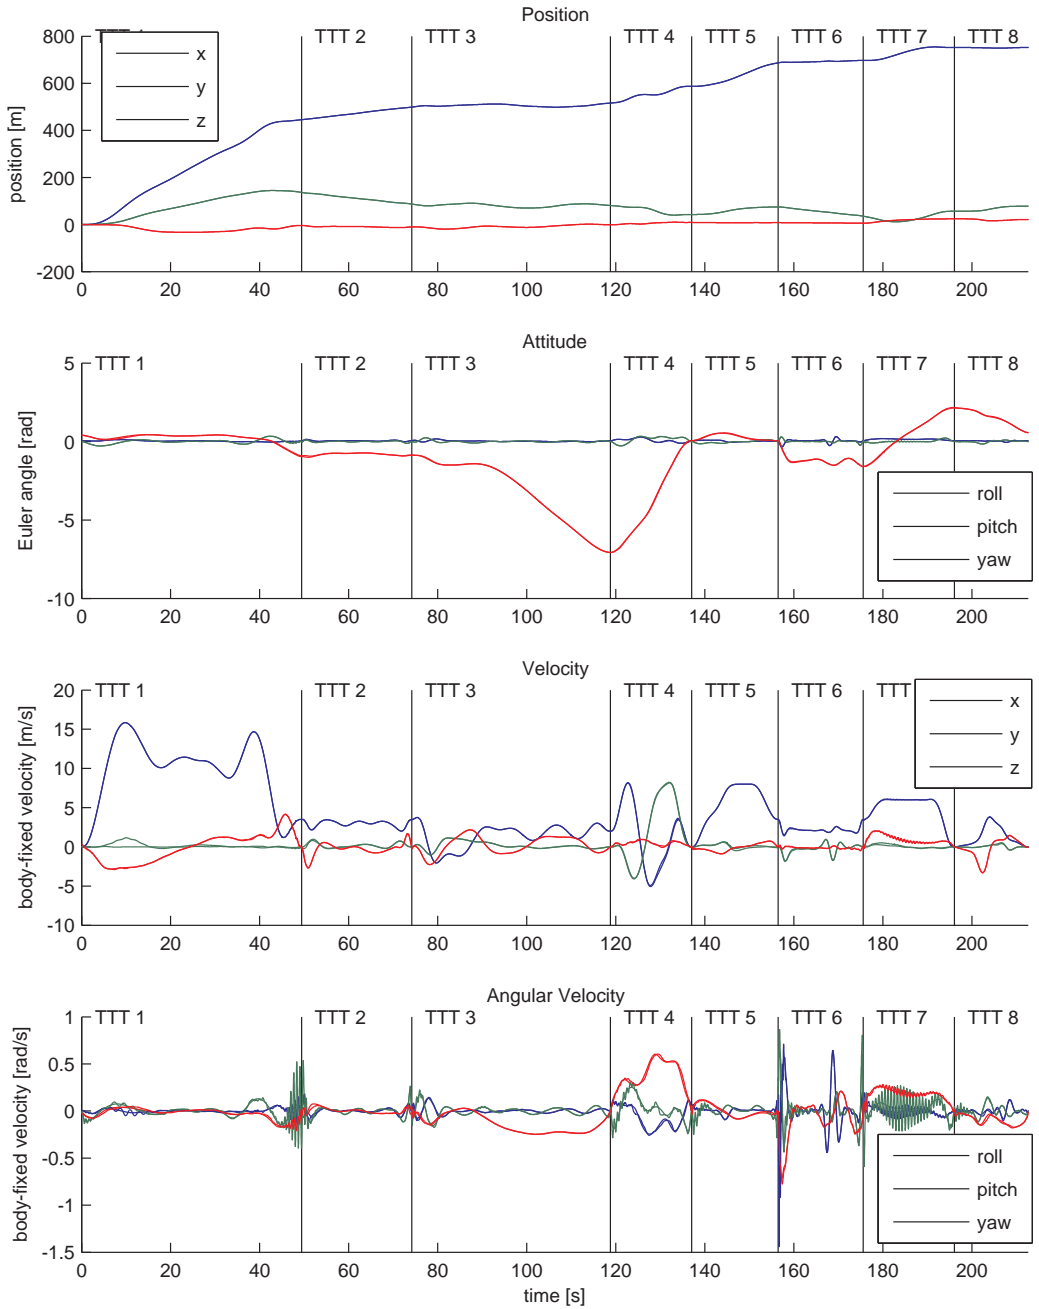 Position
TTT 1 TTT 2 TTT 3 TTT 4 TTT 5 TTT 6 TTT 7 TTT 8
x
y
z
position [m]
800
600
400
200
0
-200
0 20 40 60 80 100 120 140 160 180 200
Attitude
TTT 1 TTT 2 TTT 3 TTT 4 TTT 5 TTT 6 TTT 7 TTT 8
Euler angle [rad]
5
0
-5
-10
roll
pitch
yaw
0 20 40 60 80 100 120 140 160 180 200
Velocity
TTT 1 TTT 2 TTT 3 TTT 4 TTT 5 TTT 6 TTT
x
y
z
body-fixed velocity [m/s]
20
15
10
5
0
-5
-10
0 20 40 60 80 100 120 140 160 180 200
Angular Velocity
TTT 1 TTT 2 TTT 3 TTT 4 TTT 5 TTT 6 TTT 7 TTT 8
body-fixed velocity [rad/s]
1
0.5
0
-0.5
-1
-1.5
roll
pitch
yaw
0 20 40 60 80 100 120 140 160 180 200
time [s]